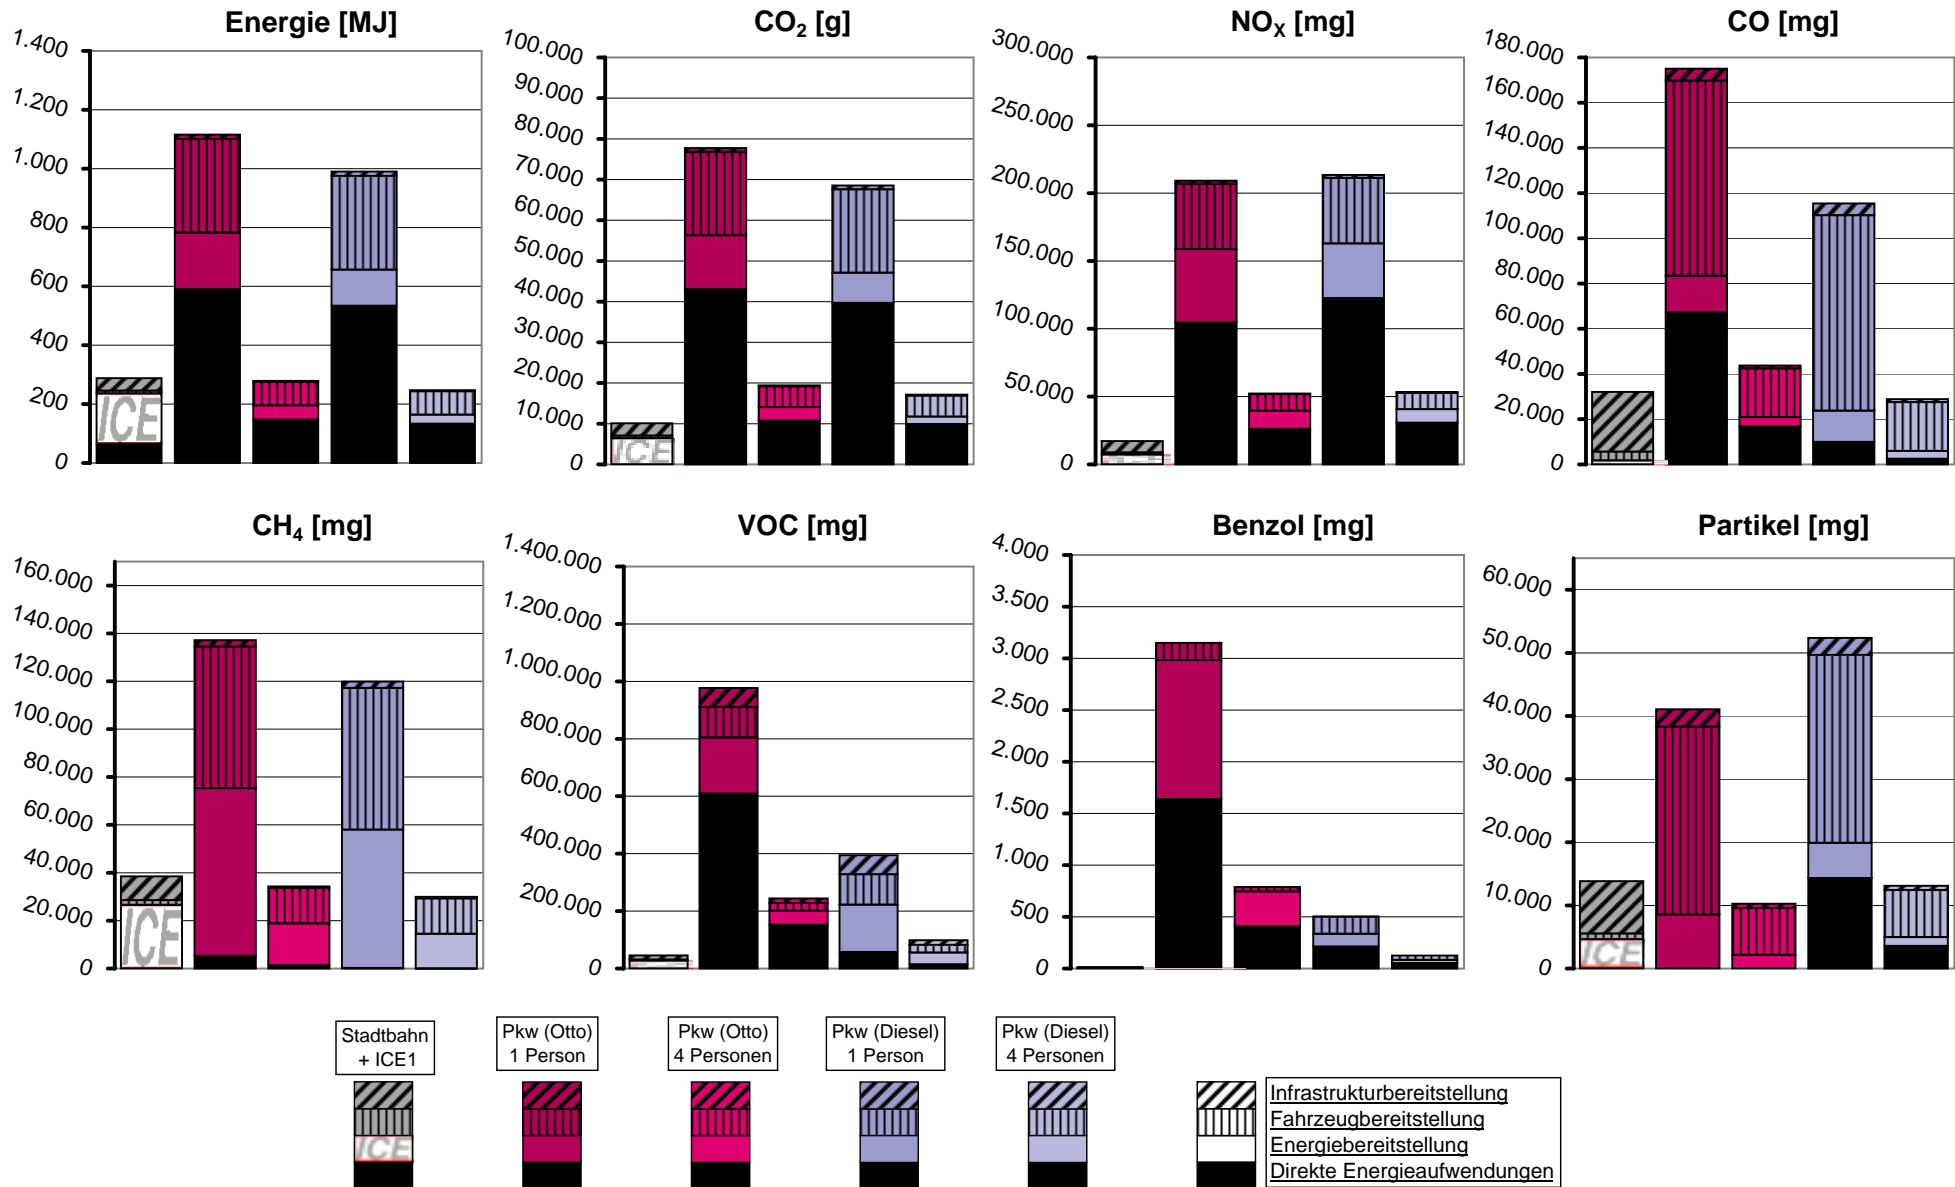 Energie [MJ]
1.400
1.200
1.000
800
600
400
200
0
ICE
CO₂ [g]
100.000
90.000
80.000
70.000
60.000
50.000
40.000
30.000
20.000
10.000
0
ICE
NOₓ [mg]
300.000
250.000
200.000
150.000
100.000
50.000
0
CO [mg]
180.000
160.000
140.000
120.000
100.000
80.000
60.000
40.000
20.000
0
CH₄ [mg]
160.000
140.000
120.000
100.000
80.000
60.000
40.000
20.000
0
ICE
VOC [mg]
1.400.000
1.200.000
1.000.000
800.000
600.000
400.000
200.000
0
Benzol [mg]
4.000
3.500
3.000
2.500
2.000
1.500
1.000
500
0
Partikel [mg]
60.000
50.000
40.000
30.000
20.000
10.000
0
ICE
Stadtbahn
+ ICE1
Pkw (Otto)
1 Person
Pkw (Otto)
4 Personen
Pkw (Diesel)
1 Person
Pkw (Diesel)
4 Personen
ICE
Infrastrukturbereitstellung
Fahrzeugbereitstellung
Energiebereitstellung
Direkte Energieaufwendungen